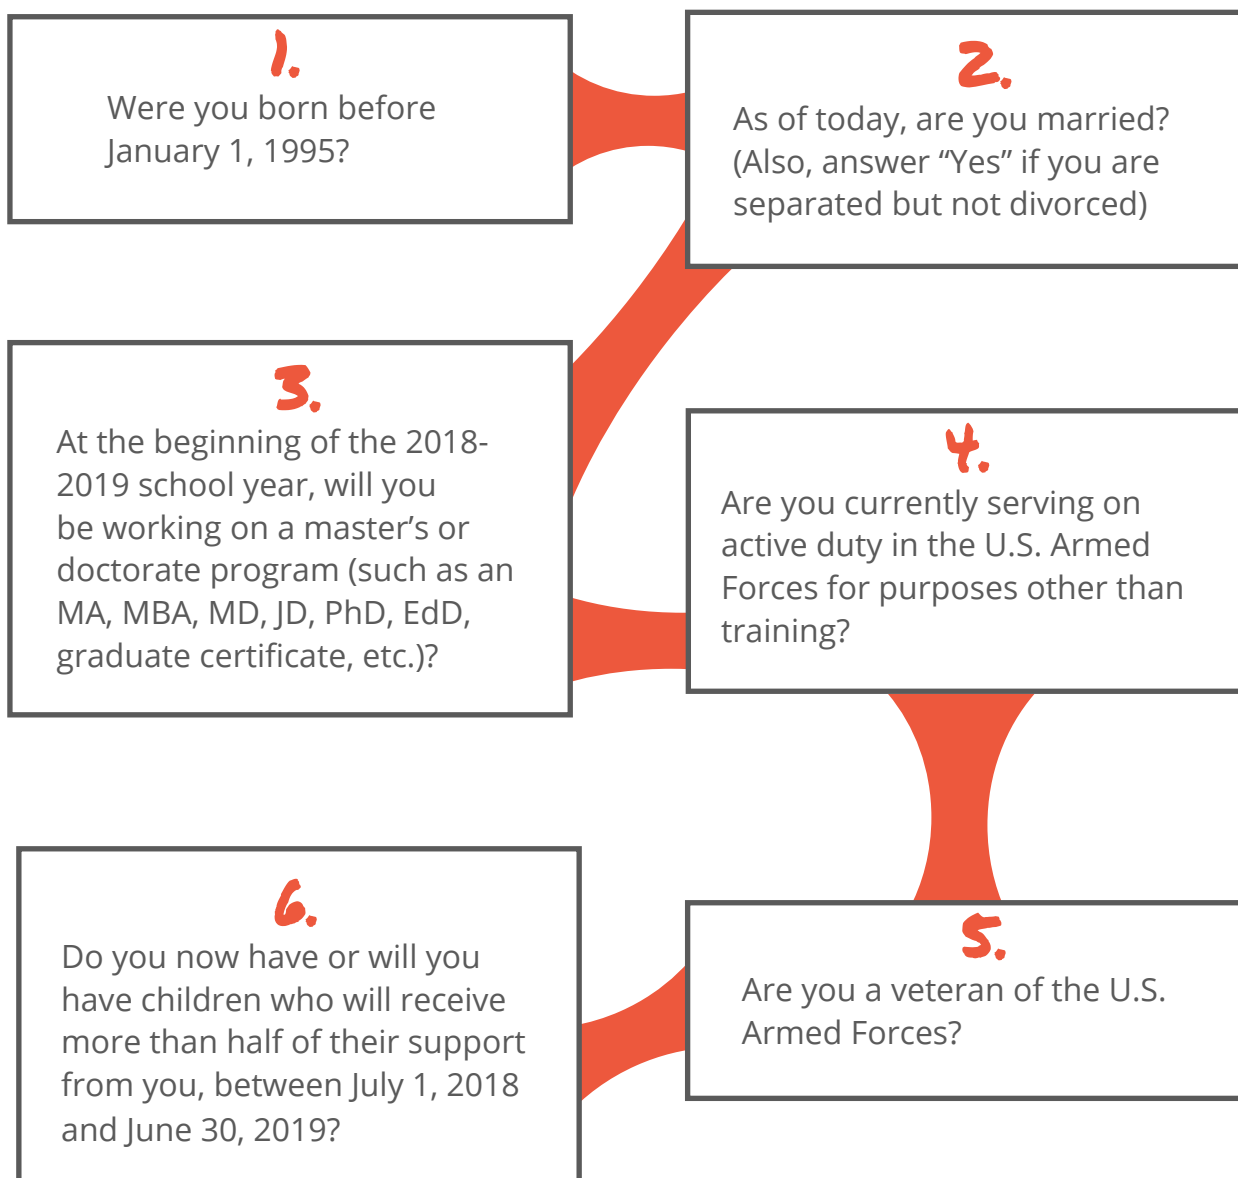 1.
Were you born before
January 1, 1995?
2.
As of today, are you married?
(Also, answer “Yes” if you are
separated but not divorced)
3.
At the beginning of the 2018-
2019 school year, will you
be working on a master’s or
doctorate program (such as an
MA, MBA, MD, JD, PhD, EdD,
graduate certificate, etc.)?
4.
Are you currently serving on
active duty in the U.S. Armed
Forces for purposes other than
training?
5.
Are you a veteran of the U.S.
Armed Forces?
6.
Do you now have or will you
have children who will receive
more than half of their support
from you, between July 1, 2018
and June 30, 2019?